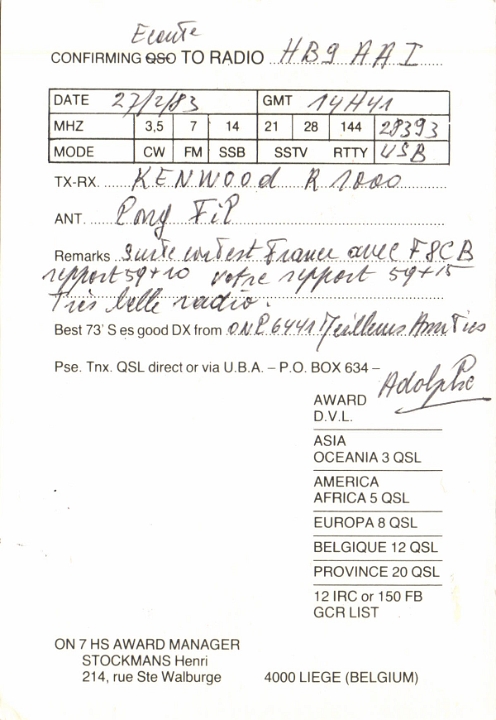 Ecoute
CONFIRMING QSO TO RADIO HB9 AAI
DATE 27/2/83 GMT 14H41
MHZ 3,5 7 14 21 28 144 28393
MODE CW FM SSB SSTV RTTY USB
TX-RX. KENWOOd R 1000
ANT. Long Fil
Remarks suite contest France avec F8CB
rapport 59+10 votre rapport 59+15
Très belle radio.
Best 73' S es good DX from ONL 6441 Meilleures Amities
Pse. Tnx. QSL direct or via U.B.A. – P.O. BOX 634 –
Adolphe
AWARD
D.V.L.
ASIA
OCEANIA 3 QSL
AMERICA
AFRICA 5 QSL
EUROPA 8 QSL
BELGIQUE 12 QSL
PROVINCE 20 QSL
12 IRC or 150 FB
GCR LIST
ON 7 HS AWARD MANAGER
STOCKMANS Henri
214, rue Ste Walburge 4000 LIEGE (BELGIUM)